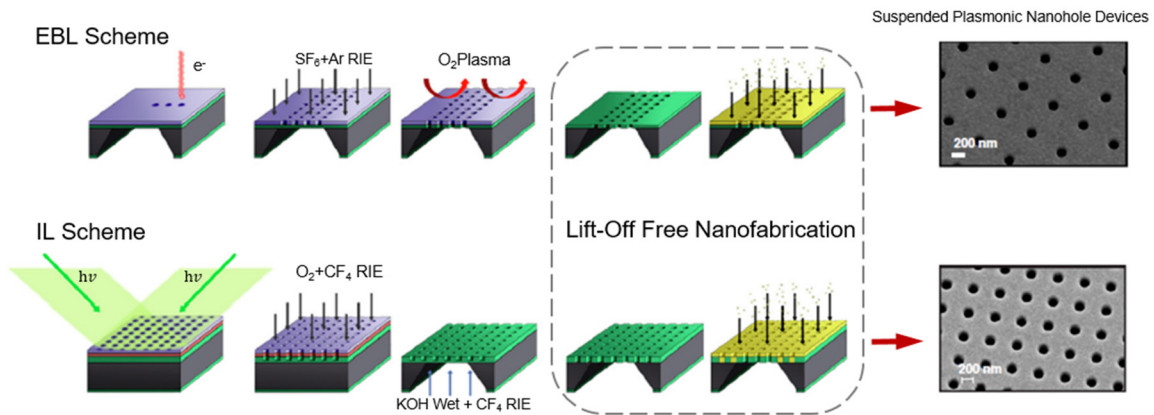 Suspended Plasmonic Nanohole Devices
EBL Scheme
e-
SF₆+Ar RIE
O₂Plasma
200 nm
IL Scheme
Lift-Off Free Nanofabrication
hν
hν
O₂+CF₄ RIE
KOH Wet + CF₄ RIE
200 nm